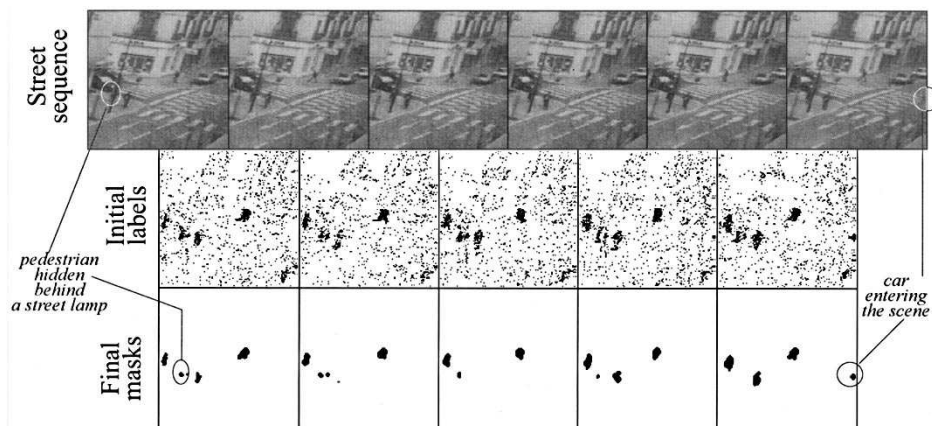 Street
sequence
Initial
labels
pedestrian
hidden
behind
a street lamp
car
entering
the scene
Final
masks